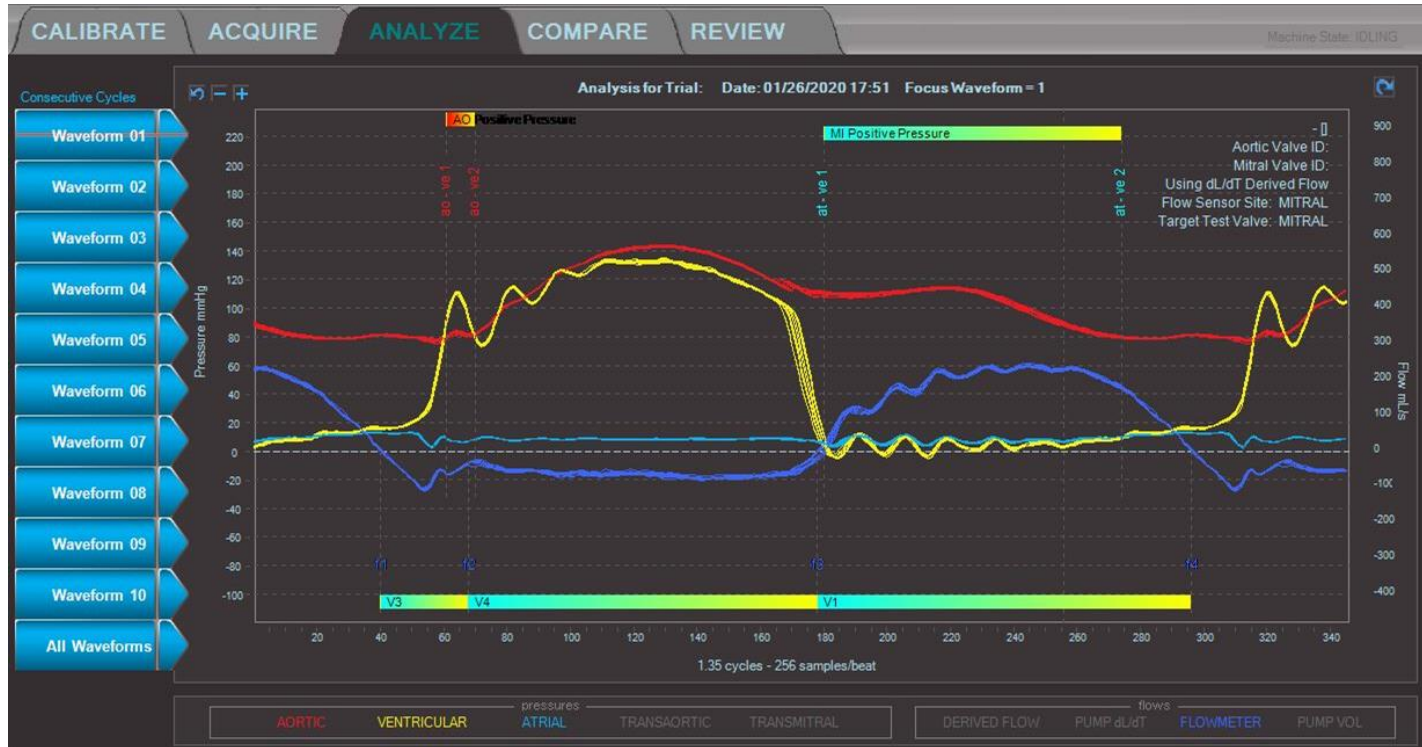 CALIBRATE ACQUIRE ANALYZE COMPARE REVIEW
Machine State: IDLING
Consecutive Cycles
Waveform 01
Waveform 02
Waveform 03
Waveform 04
Waveform 05
Waveform 06
Waveform 07
Waveform 08
Waveform 09
Waveform 10
All Waveforms
Analysis for Trial: Date: 01/26/2020 17:51 Focus Waveform = 1
AO Positive Pressure
MI Positive Pressure
- []
Aortic Valve ID:
Mitral Valve ID:
Using dL/dT Derived Flow
Flow Sensor Site: MITRAL
Target Test Valve: MITRAL
ao - ve 1
ao - ve2
at - ve 1
at - ve 2
Pressure mmHg
220
200
180
160
140
120
100
80
60
40
20
0
-20
-40
-60
-80
-100
Flow mL/s
900
800
700
600
500
400
300
200
100
0
-10(
-200
-300
-400
f1 f2 f3 f4
V3 V4 V1
20 40 60 80 100 120 140 160 180 200 220 240 260 280 300 320 340
1.35 cycles - 256 samples/beat
pressures
AORTIC VENTRICULAR ATRIAL TRANSAORTIC TRANSMITRAL
flows
DERIVED FLOW PUMP dL/dT FLOWMETER PUMP VOL